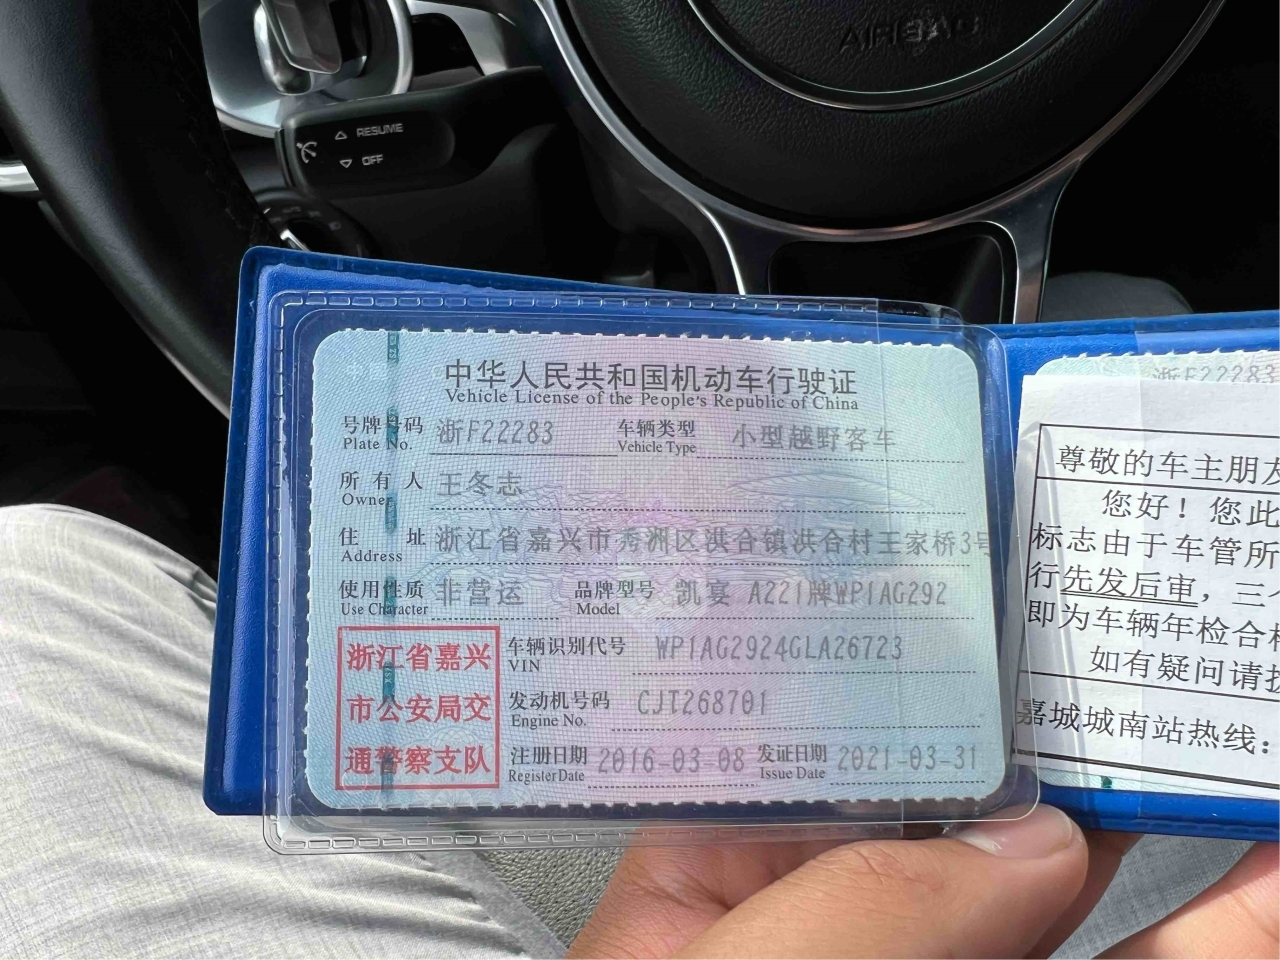 AIRBAG
RESUME
OFF
中华人民共和国机动车行驶证
Vehicle License of the People's Republic of China
号牌号码 浙F22283 车辆类型 小型越野客车
Plate No. Vehicle Type
所有人 王冬志
Owner
住址 浙江省嘉兴市秀洲区洪合镇洪合村王家桥3号
Address
使用性质 非营运 品牌型号 凯宴 A221牌WP1AG292
Use Character Model
车辆识别代号 WP1AG2924GLA26723
VIN
发动机号码 CJT268701
Engine No.
注册日期 2016-03-08 发证日期 2021-03-31
Register Date Issue Date
浙江省嘉兴
市公安局交
通警察支队
浙F22283
尊敬的车主朋友
您好！您此
标志由于车管所
行先发后审，三个
即为车辆年检合格
如有疑问请拨
嘉城城南站热线：